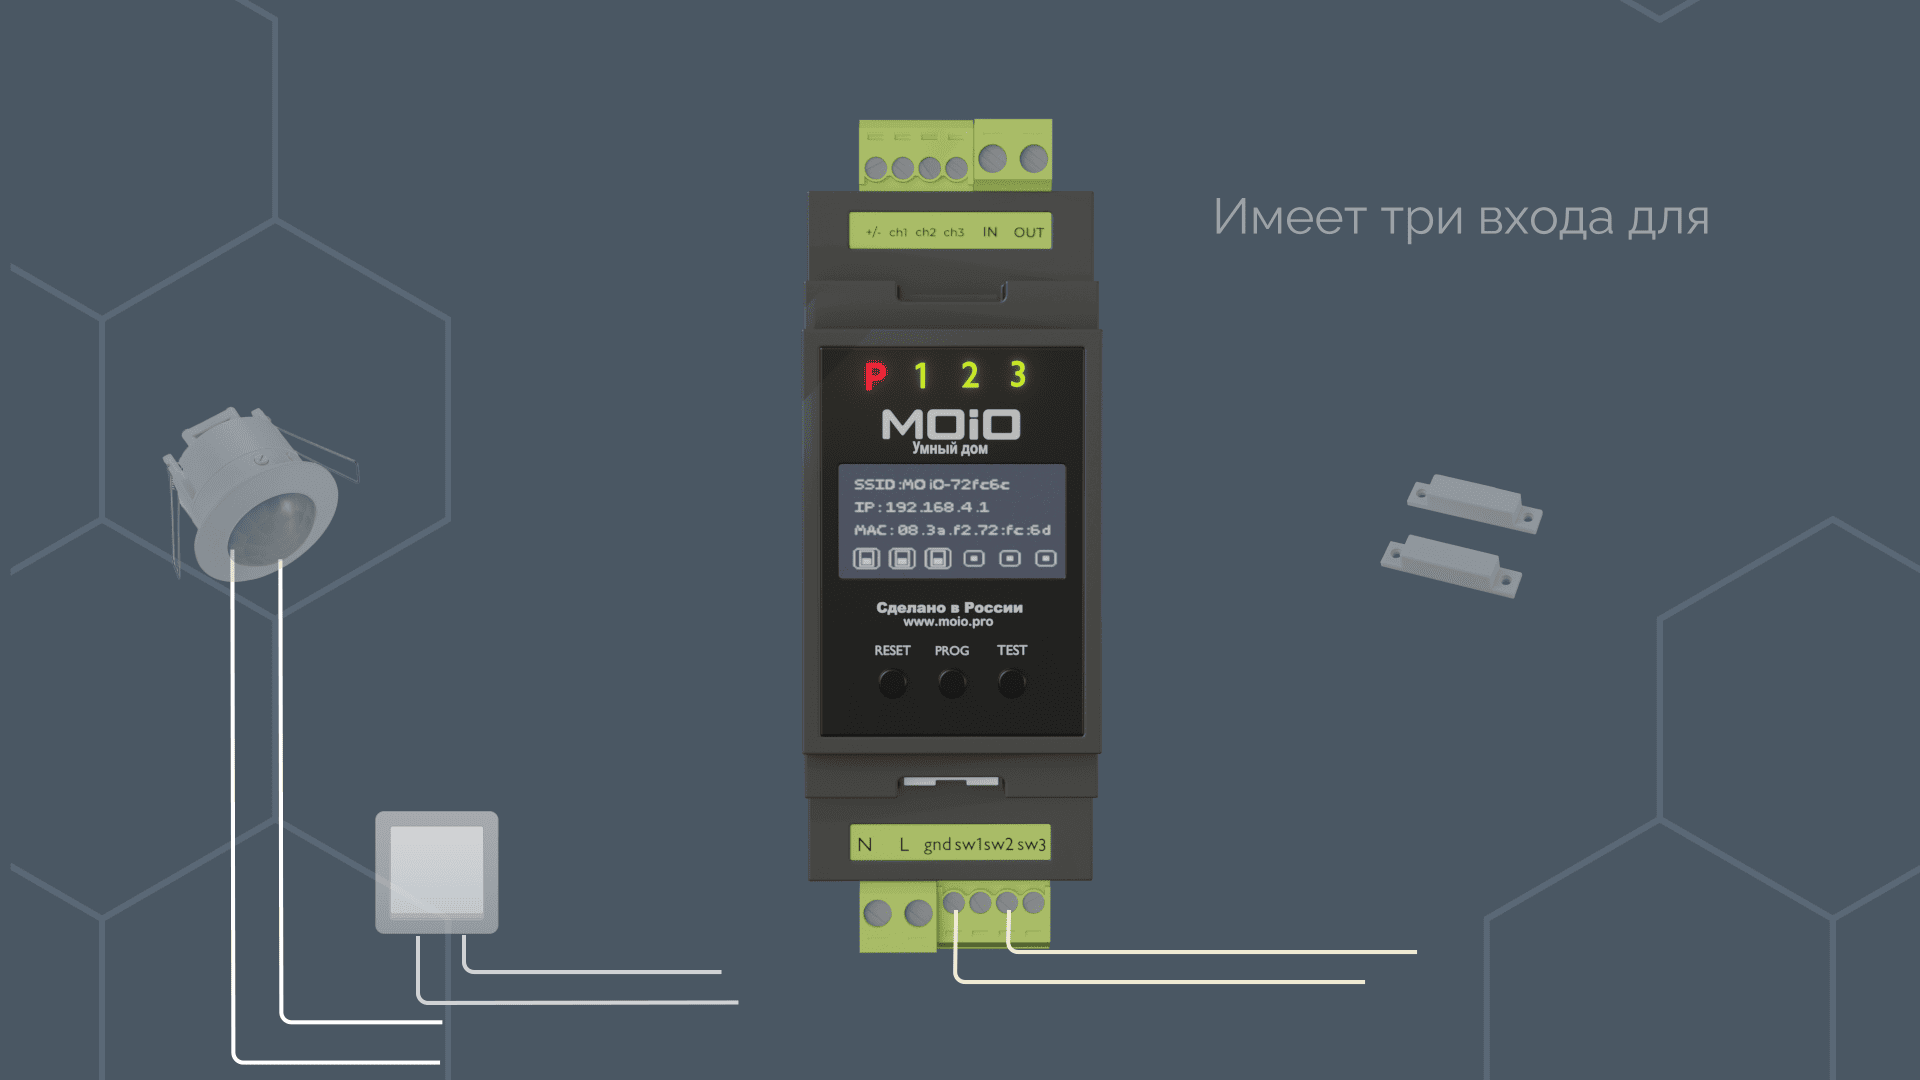 Имеет три входа для
+/- ch1 ch2 ch3 IN OUT
P 1 2 3
MOiO
Умный дом
SSID:MOiO-72fc6c
IP:192.168.4.1
MAC:08.3a.f2.72:fc:6d
Сделано в России
www.moio.pro
RESET PROG TEST
N L gnd sw1 sw2 sw3